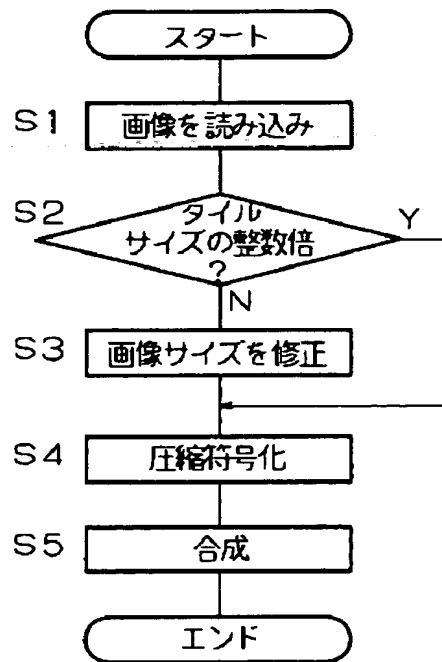 スタート
S1 画像を読み込み
S2
タイル
サイズの整数倍
?
Y
N
S3 画像サイズを修正
S4 圧縮符号化
S5 合成
エンド